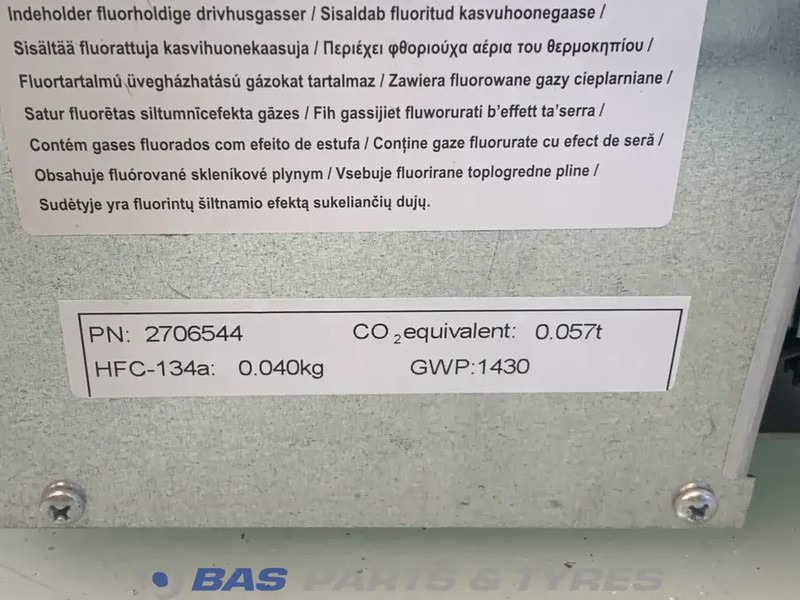 Indeholder fluorholdige drivhusgasser / Sisaldab fluoritud kasvuhoonegaase /
Sisältää fluorattuja kasvihuonekaasuja / Περιέχει φθοριούχα αέρια του θερμοκηπίου /
Fluortartalmú üvegházhatású gázokat tartalmaz / Zawiera fluorowane gazy cieplarniane /
Satur fluorētas siltumnīcefekta gāzes / Fih gassijiet fluworurati b'effett ta'serra /
Contém gases fluorados com efeito de estufa / Conține gaze fluorurate cu efect de seră /
Obsahuje fluórované skleníkové plynym / Vsebuje fluorirane toplogredne pline /
Sudėtyje yra fluorintų šiltnamio efektą sukeliančių dujų.
PN: 2706544 CO₂equivalent: 0.057t
HFC-134a: 0.040kg GWP:1430
BAS PARTS & TYRES